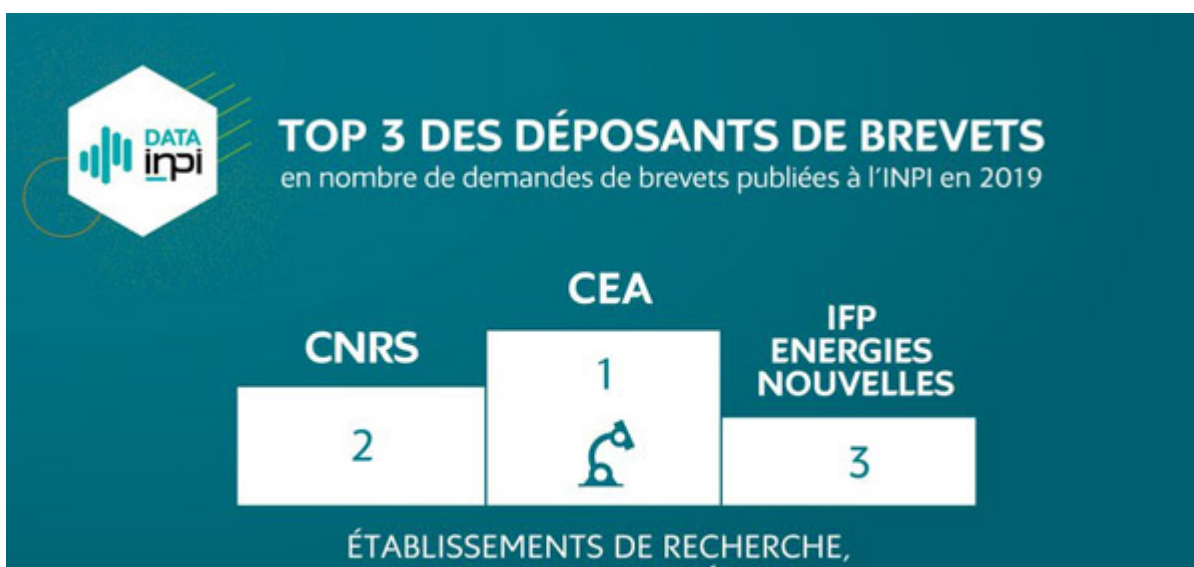 DATA
inpi
TOP 3 DES DÉPOSANTS DE BREVETS
en nombre de demandes de brevets publiées à l'INPI en 2019
CEA
1
CNRS
2
IFP
ENERGIES
NOUVELLES
3
ÉTABLISSEMENTS DE RECHERCHE,